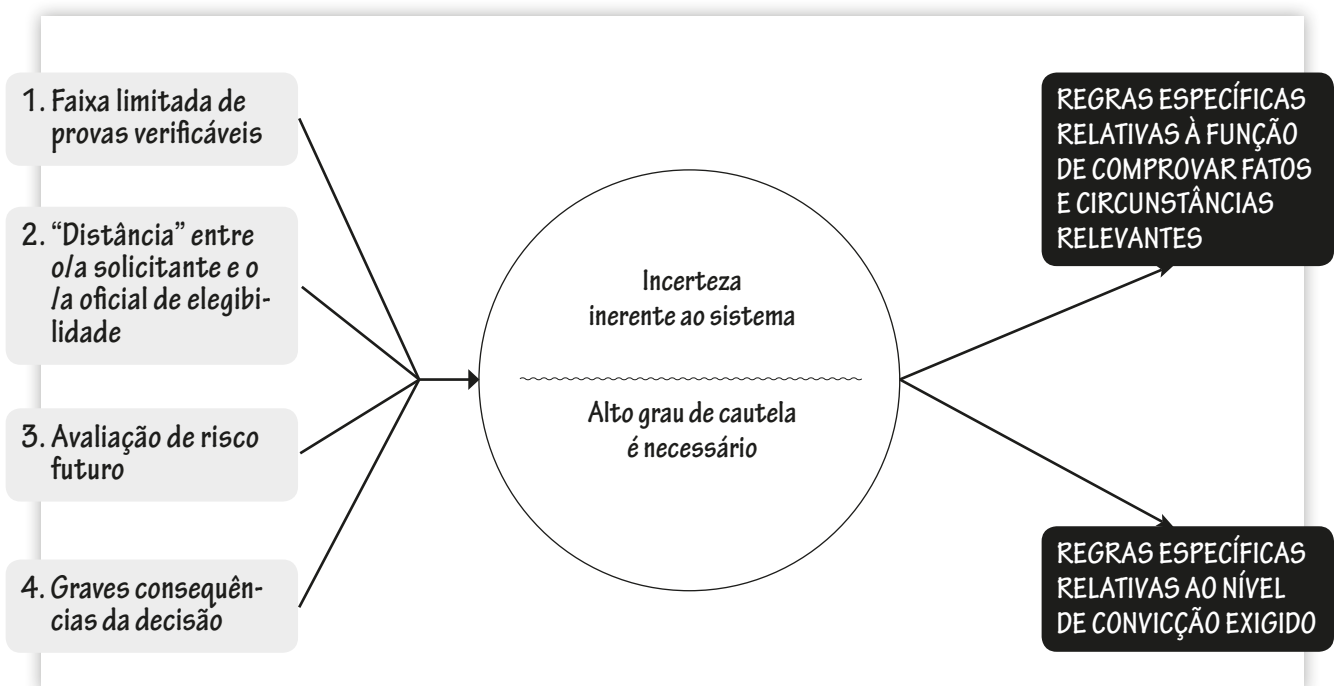 1. Faixa limitada de
provas verificáveis
2. “Distância” entre
o/a solicitante e o
/a oficial de elegibi-
lidade
3. Avaliação de risco
futuro
4. Graves consequên-
cias da decisão
Incerteza
inerente ao sistema
Alto grau de cautela
é necessário
REGRAS ESPECÍFICAS
RELATIVAS À FUNÇÃO
DE COMPROVAR FATOS
E CIRCUNSTÂNCIAS
RELEVANTES
REGRAS ESPECÍFICAS
RELATIVAS AO NÍVEL
DE CONVICÇÃO EXIGIDO